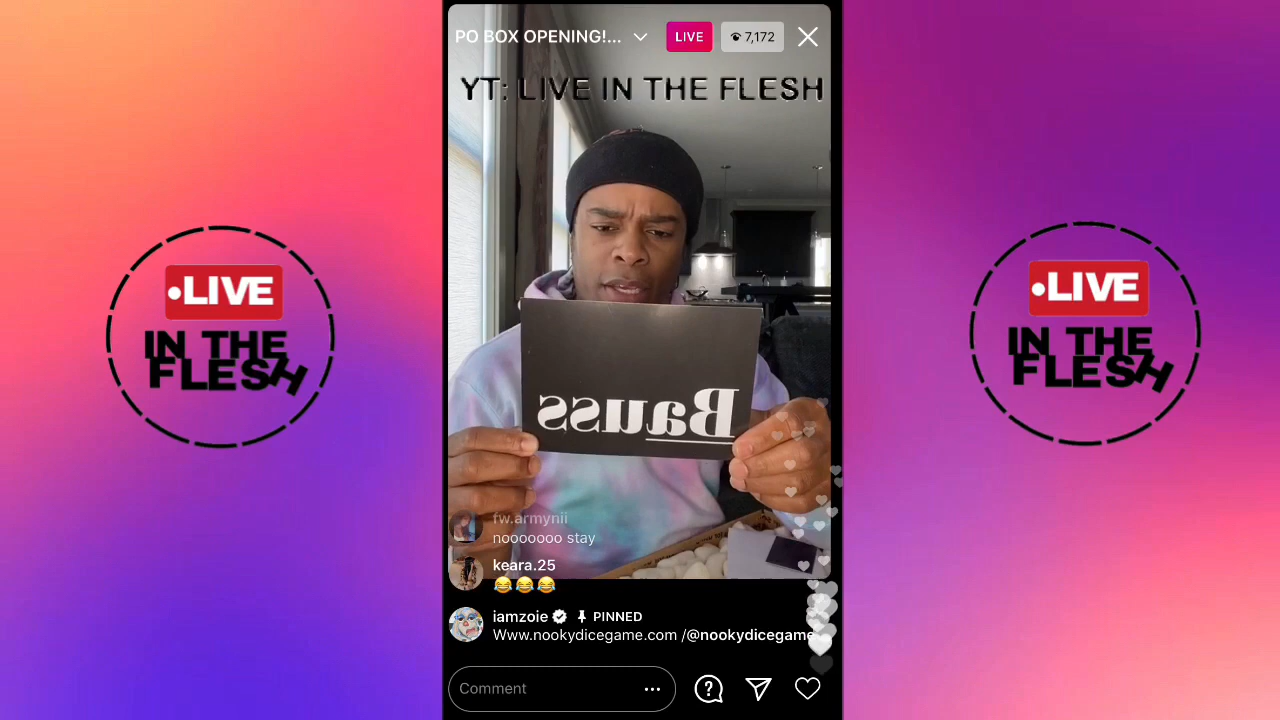 PO BOX OPENING!...
LIVE
7,172
YT: LIVE IN THE FLESH
LIVE
IN THE
FLESH
LIVE
IN THE
FLESH
Bauss
fw.armynii
nooooooo stay
keara.25
😂😂😂
iamzoie PINNED
Www.nookydicegame.com /@nookydicegame
Comment